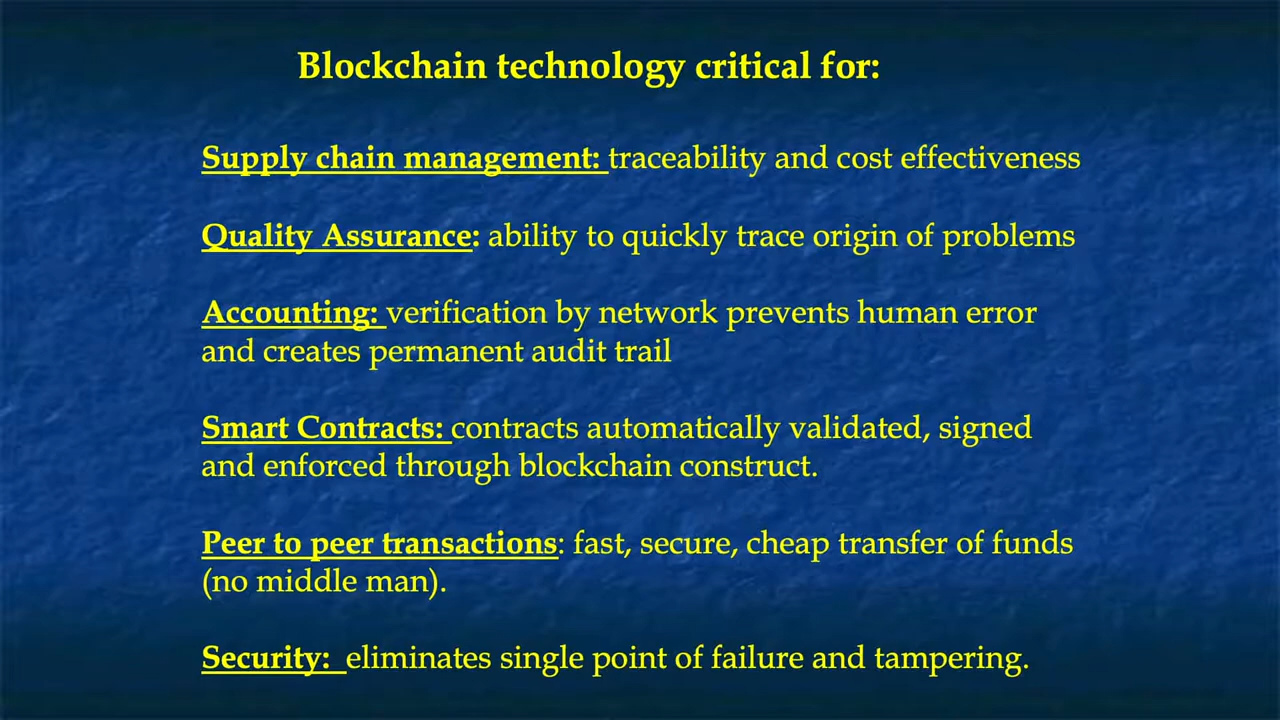 Blockchain technology critical for:
Supply chain management: traceability and cost effectiveness
Quality Assurance: ability to quickly trace origin of problems
Accounting: verification by network prevents human error
and creates permanent audit trail
Smart Contracts: contracts automatically validated, signed
and enforced through blockchain construct.
Peer to peer transactions: fast, secure, cheap transfer of funds
(no middle man).
Security: eliminates single point of failure and tampering.